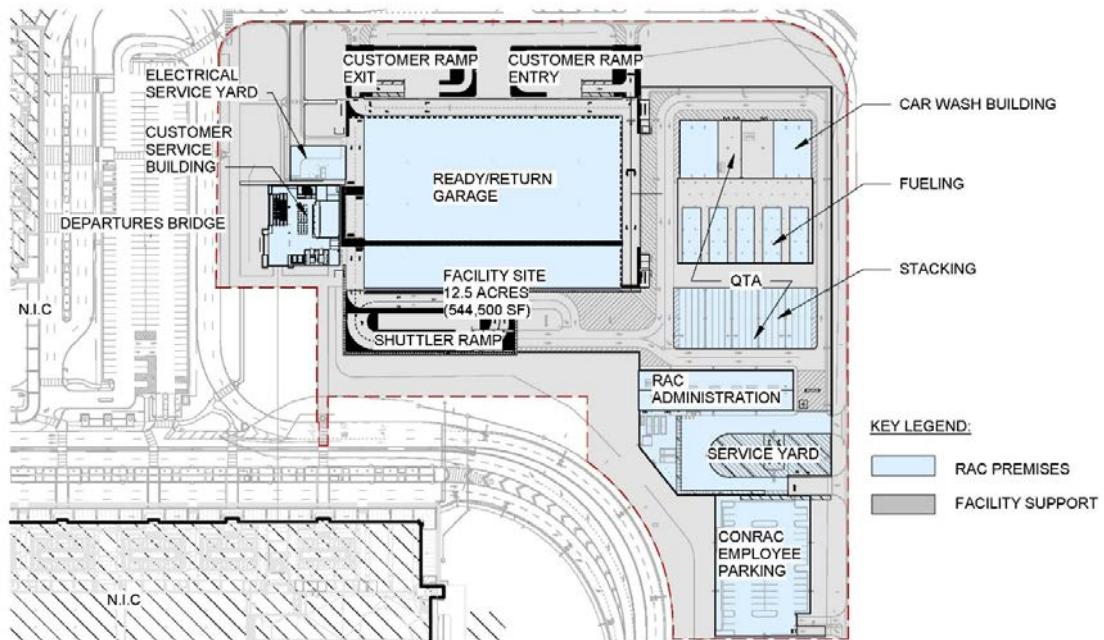 CUSTOMER RAMP
EXIT
CUSTOMER RAMP
ENTRY
ELECTRICAL
SERVICE YARD
CUSTOMER
SERVICE
BUILDING
DEPARTURES BRIDGE
READY/RETURN
GARAGE
CAR WASH BUILDING
FUELING
STACKING
QTA
N.I.C
FACILITY SITE
12.5 ACRES
(544,500 SF)
SHUTTLER RAMP
RAC
ADMINISTRATION
SERVICE YARD
CONRAC
EMPLOYEE
PARKING
N.I.C
KEY LEGEND:
RAC PREMISES
FACILITY SUPPORT